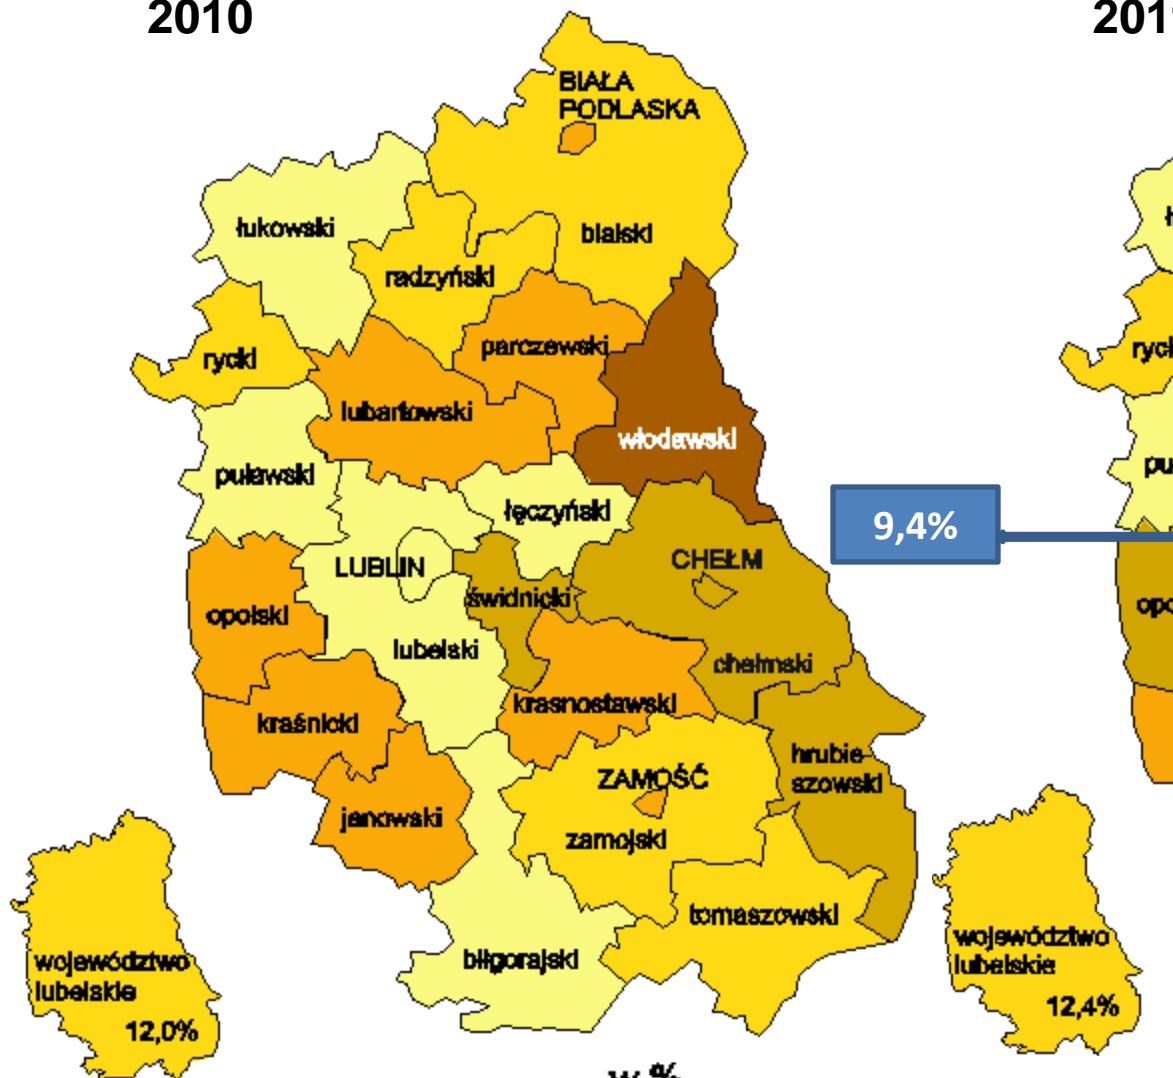 2010
BIAŁA
PODLASKA
łukowski
bialski
radzyński
rycki
parczewski
lubartowski
włodawski
puławski
łęczyński
9,4%
LUBLIN
CHEŁM
świdnicki
opolski
lubelski
chełmski
krasnostawski
kraśnicki
hrubie-
szowski
ZAMOŚĆ
janowski
zamojski
tomaszowski
biłgorajski
województwo
lubelskie
12,0%
województwo
lubelskie
12,4%